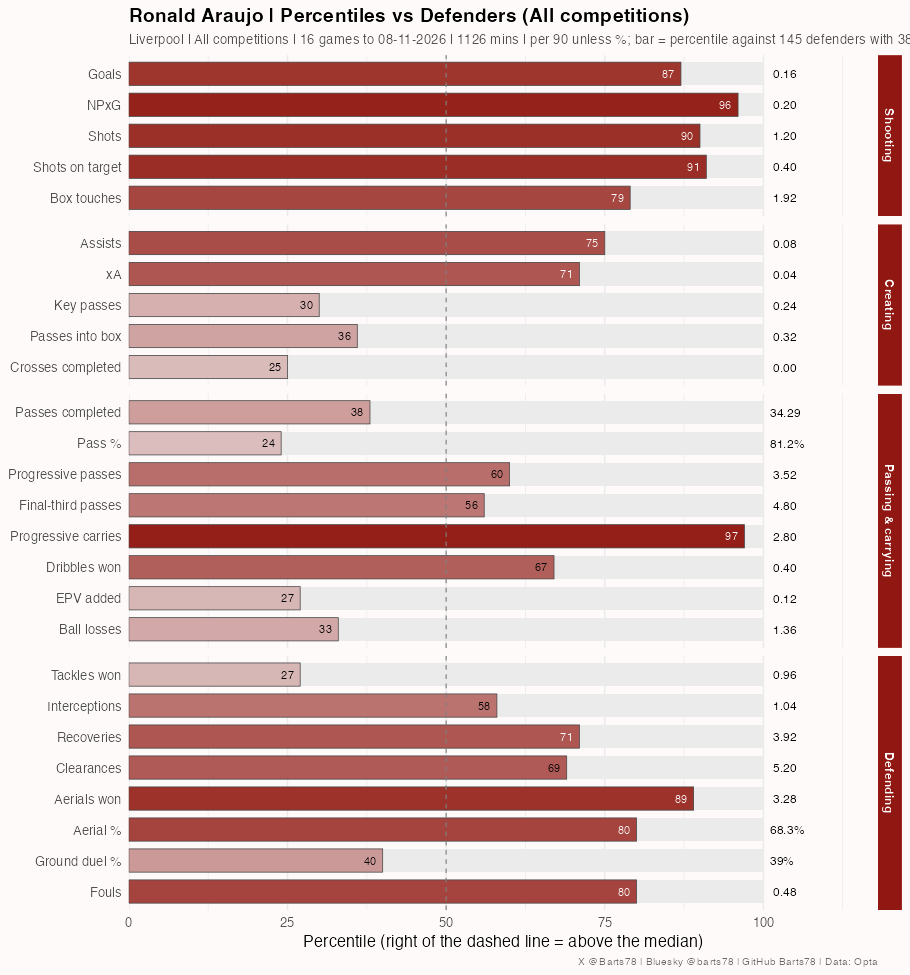 Ronald Araujo | Percentiles vs Defenders (All competitions)
Liverpool | All competitions | 16 games to 08-11-2026 | 1126 mins | per 90 unless %; bar = percentile against 145 defenders with 38
Goals 87 0.16
NPxG 96 0.20
Shots 90 1.20
Shots on target 91 0.40
Box touches 79 1.92
Shooting
Assists 75 0.08
xA 71 0.04
Key passes 30 0.24
Passes into box 36 0.32
Crosses completed 25 0.00
Creating
Passes completed 38 34.29
Pass % 24 81.2%
Progressive passes 60 3.52
Final-third passes 56 4.80
Progressive carries 97 2.80
Dribbles won 67 0.40
EPV added 27 0.12
Ball losses 33 1.36
Passing & carrying
Tackles won 27 0.96
Interceptions 58 1.04
Recoveries 71 3.92
Clearances 69 5.20
Aerials won 89 3.28
Aerial % 80 68.3%
Ground duel % 40 39%
Fouls 80 0.48
Defending
0 25 50 75 100
Percentile (right of the dashed line = above the median)
X @Barts78 | Bluesky @barts78 | GitHub Barts78 | Data: Opta